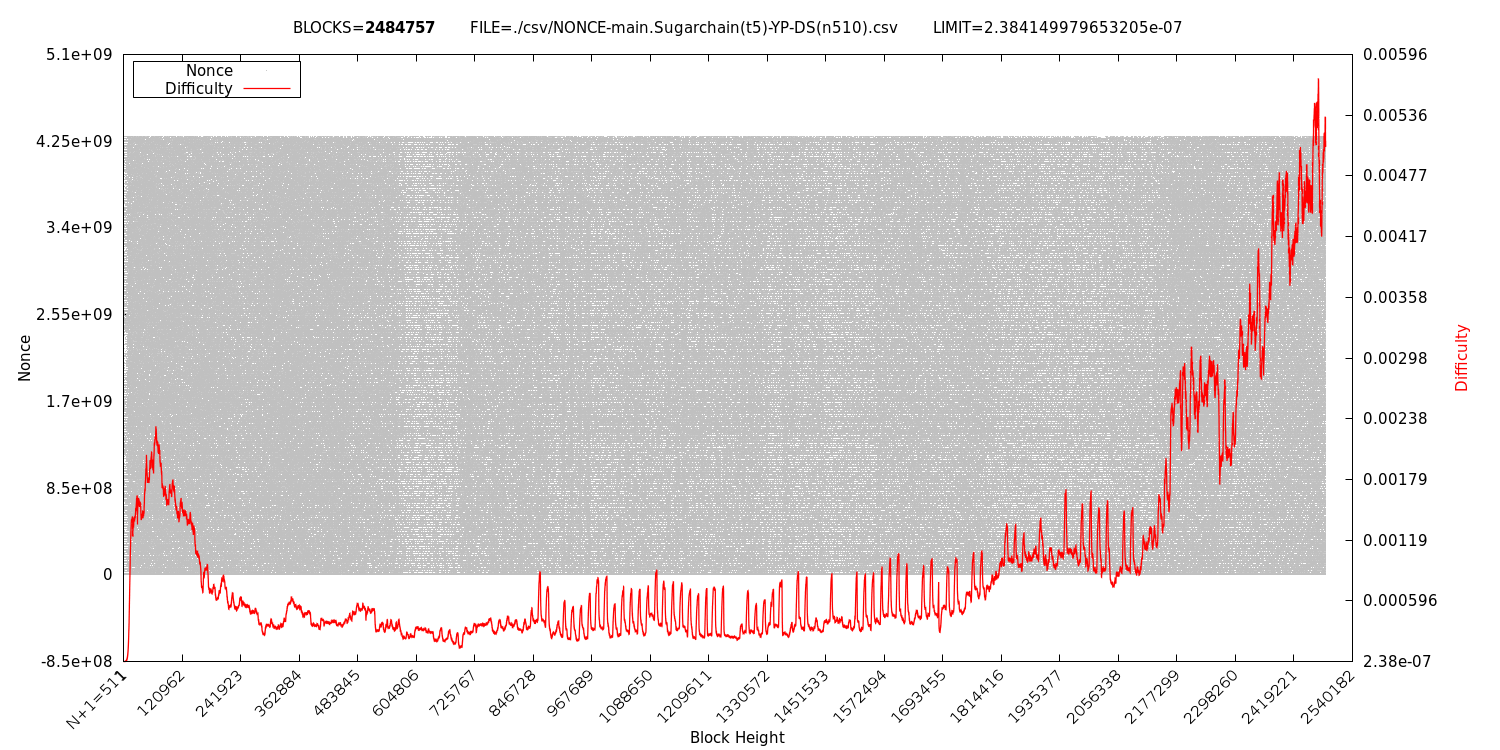 BLOCKS=2484757 FILE=./csv/NONCE-main.Sugarchain(t5)-YP-DS(n510).csv LIMIT=2.384149979653205e-07
Nonce
Difficulty
5.1e+09
4.25e+09
3.4e+09
2.55e+09
1.7e+09
8.5e+08
0
-8.5e+08
Nonce
0.00596
0.00536
0.00477
0.00417
0.00358
0.00298
0.00238
0.00179
0.00119
0.000596
2.38e-07
Difficulty
N+1=511
120962
241923
362884
483845
604806
725767
846728
967689
1088650
1209611
1330572
1451533
1572494
1693455
1814416
1935377
2056338
2177299
2298260
2419221
2540182
Block Height